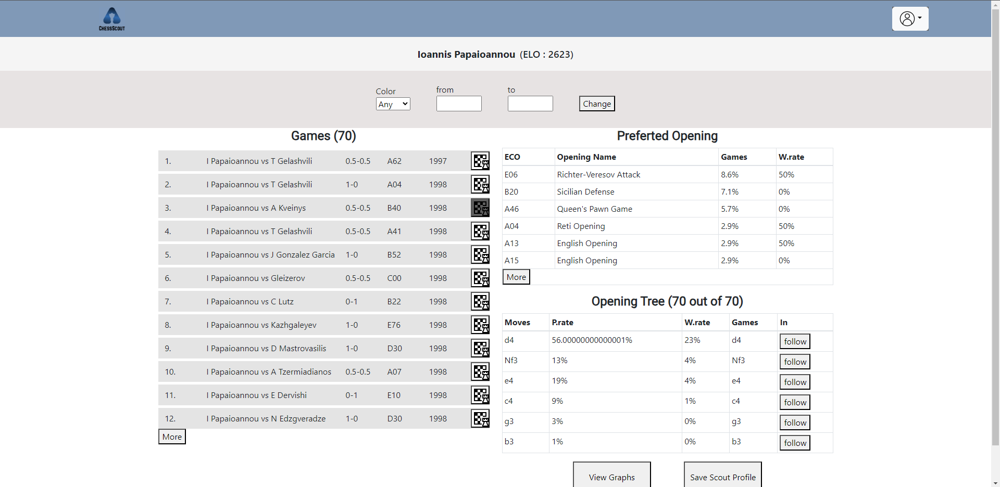 ChessScout
Ioannis Papaioannou (ELO : 2623)
Color
Any
from
to
Change
Games (70)
1. I Papaioannou vs T Gelashvili 0.5-0.5 A62 1997
2. I Papaioannou vs T Gelashvili 1-0 A04 1998
3. I Papaioannou vs A Kveinys 0.5-0.5 B40 1998
4. I Papaioannou vs T Gelashvili 0.5-0.5 A41 1998
5. I Papaioannou vs J Gonzalez Garcia 1-0 B52 1998
6. I Papaioannou vs Gleizerov 0.5-0.5 C00 1998
7. I Papaioannou vs C Lutz 0-1 B22 1998
8. I Papaioannou vs Kazhgaleyev 1-0 E76 1998
9. I Papaioannou vs D Mastrovasilis 1-0 D30 1998
10. I Papaioannou vs A Tzermiadianos 0.5-0.5 A07 1998
11. I Papaioannou vs E Dervishi 0-1 E10 1998
12. I Papaioannou vs N Edzgveradze 1-0 D30 1998
More
Preferted Opening
ECO Opening Name Games W.rate
E06 Richter-Veresov Attack 8.6% 50%
B20 Sicilian Defense 7.1% 0%
A46 Queen's Pawn Game 5.7% 0%
A04 Reti Opening 2.9% 50%
A13 English Opening 2.9% 50%
A15 English Opening 2.9% 0%
More
Opening Tree (70 out of 70)
Moves P.rate W.rate Games In
d4 56.00000000000001% 23% d4 follow
Nf3 13% 4% Nf3 follow
e4 19% 4% e4 follow
c4 9% 1% c4 follow
g3 3% 0% g3 follow
b3 1% 0% b3 follow
View Graphs
Save Scout Profile